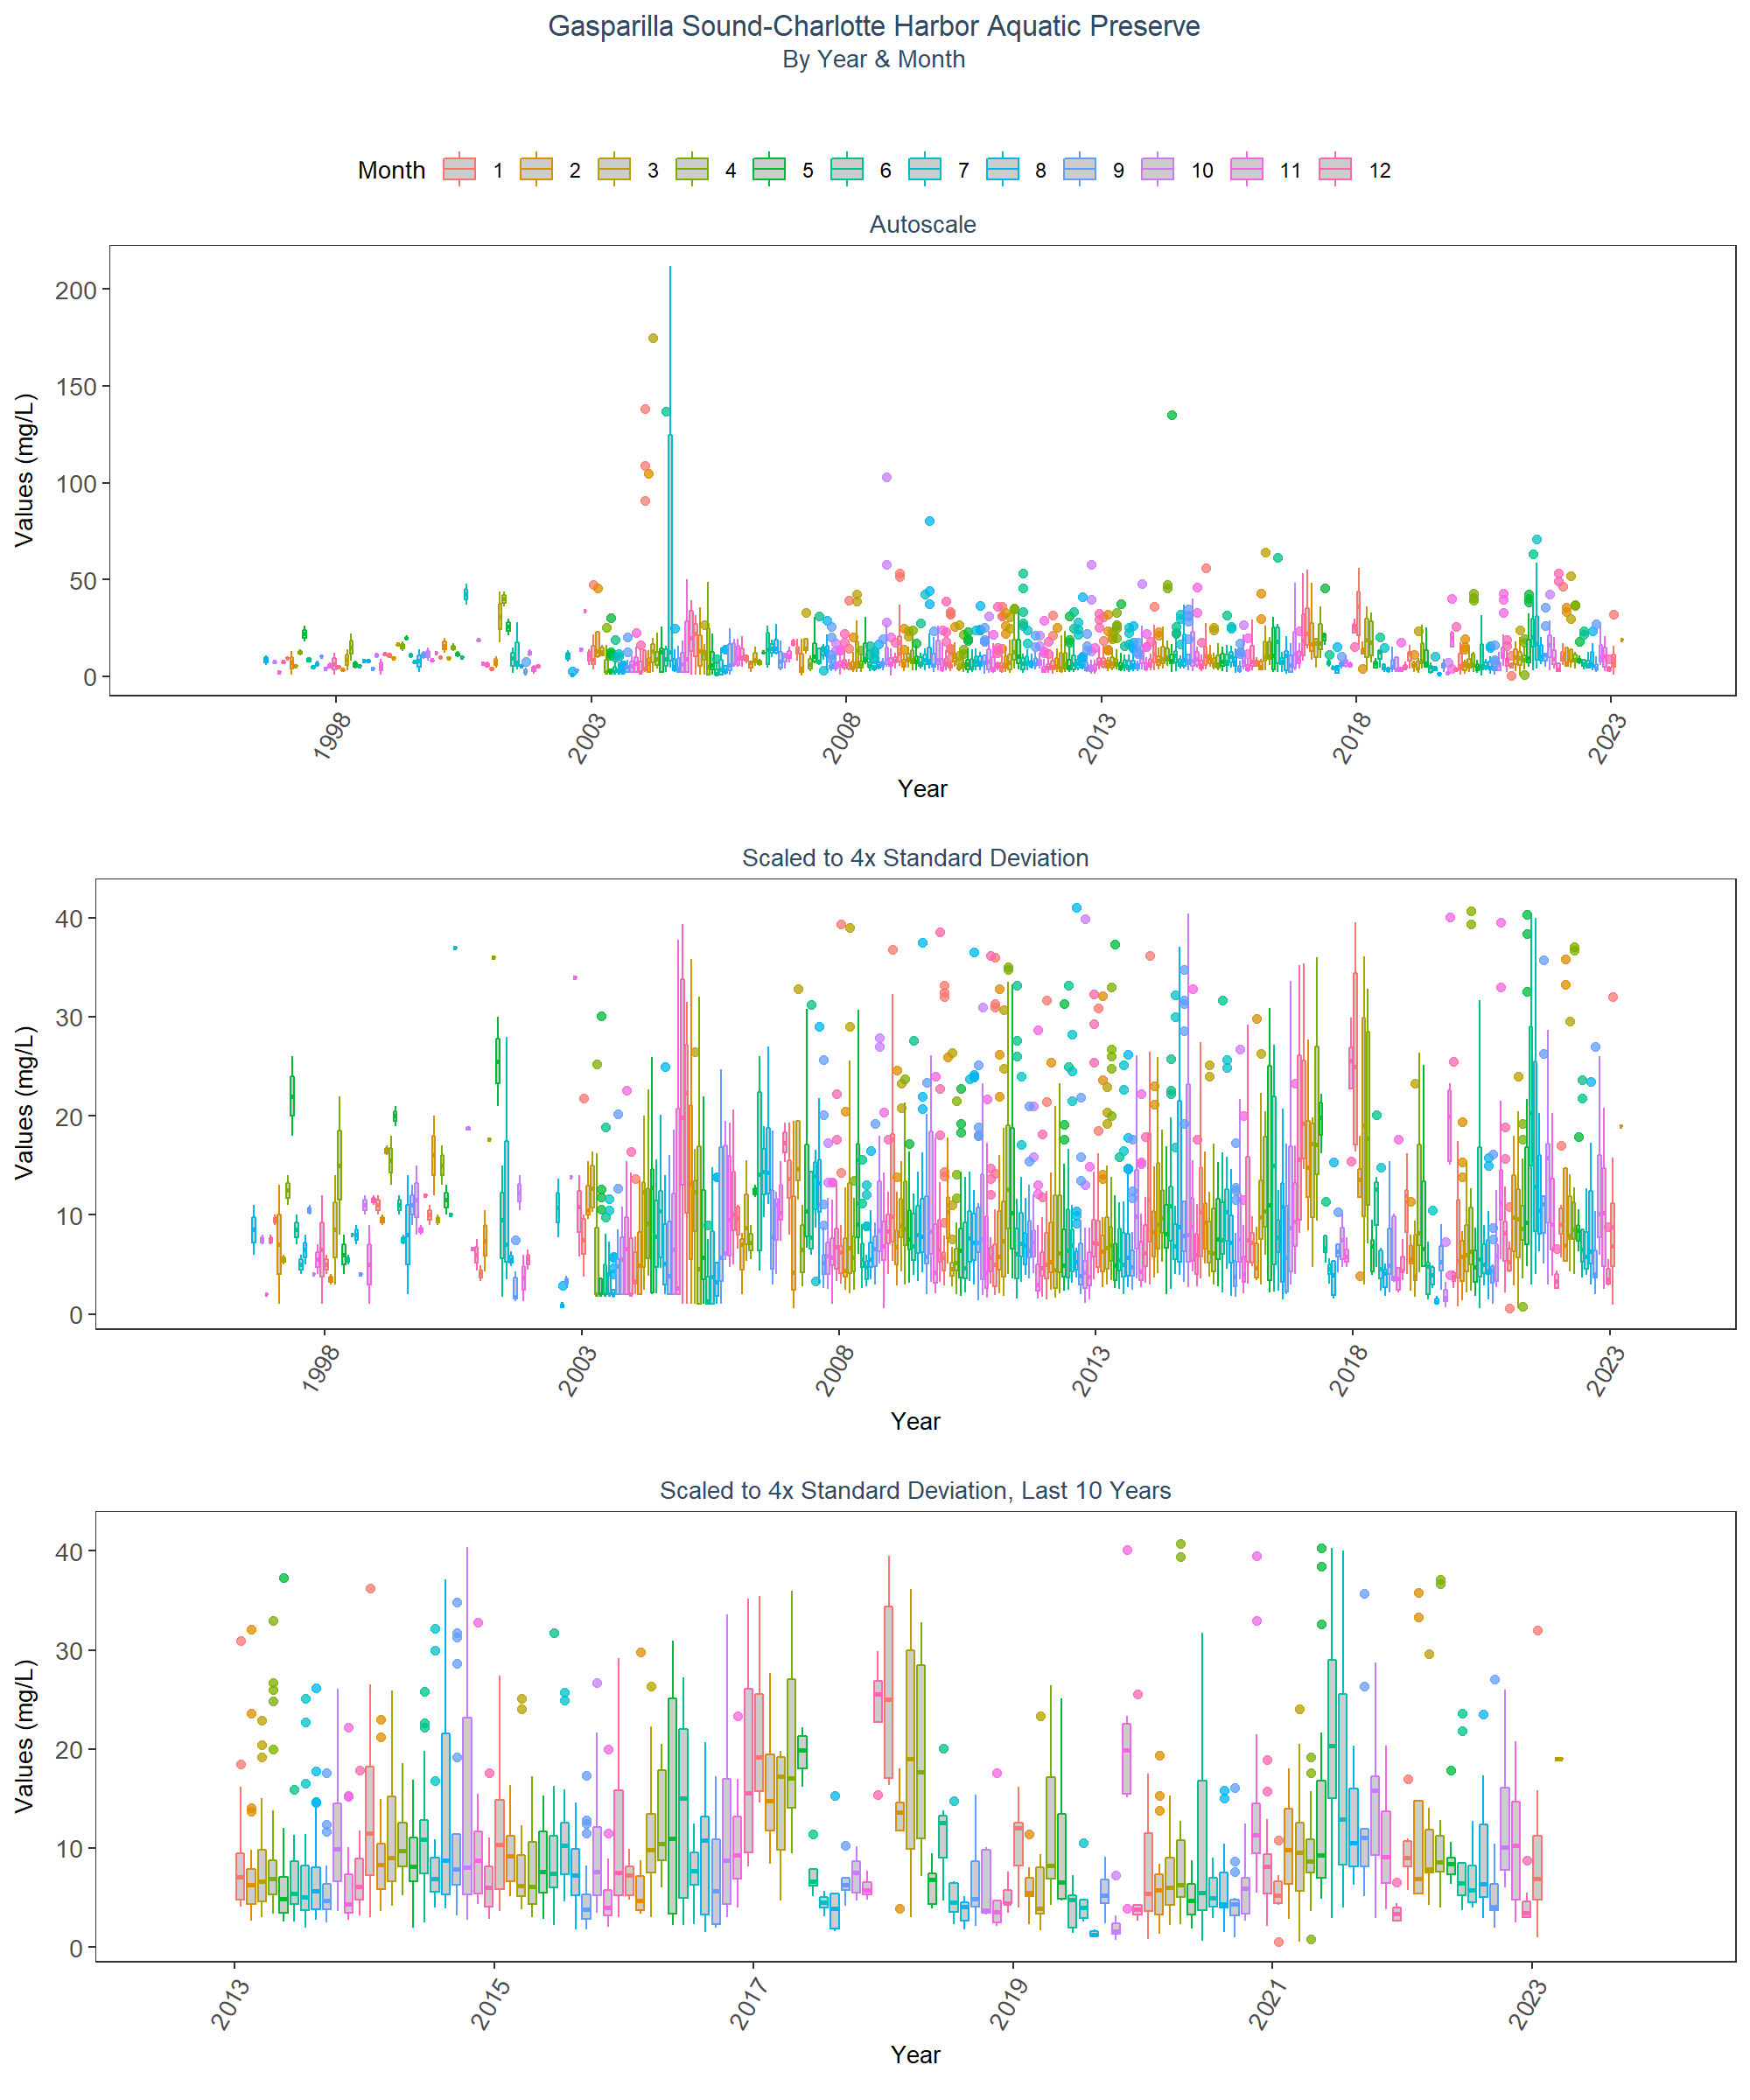 Gasparilla Sound-Charlotte Harbor Aquatic Preserve
By Year & Month
Month 1 2 3 4 5 6 7 8 9 10 11 12
Autoscale
Values (mg/L)
200
150
100
50
0
1998 2003 2008 2013 2018 2023
Year
Scaled to 4x Standard Deviation
Values (mg/L)
40
30
20
10
0
1998 2003 2008 2013 2018 2023
Year
Scaled to 4x Standard Deviation, Last 10 Years
Values (mg/L)
40
30
20
10
0
2013 2015 2017 2019 2021 2023
Year